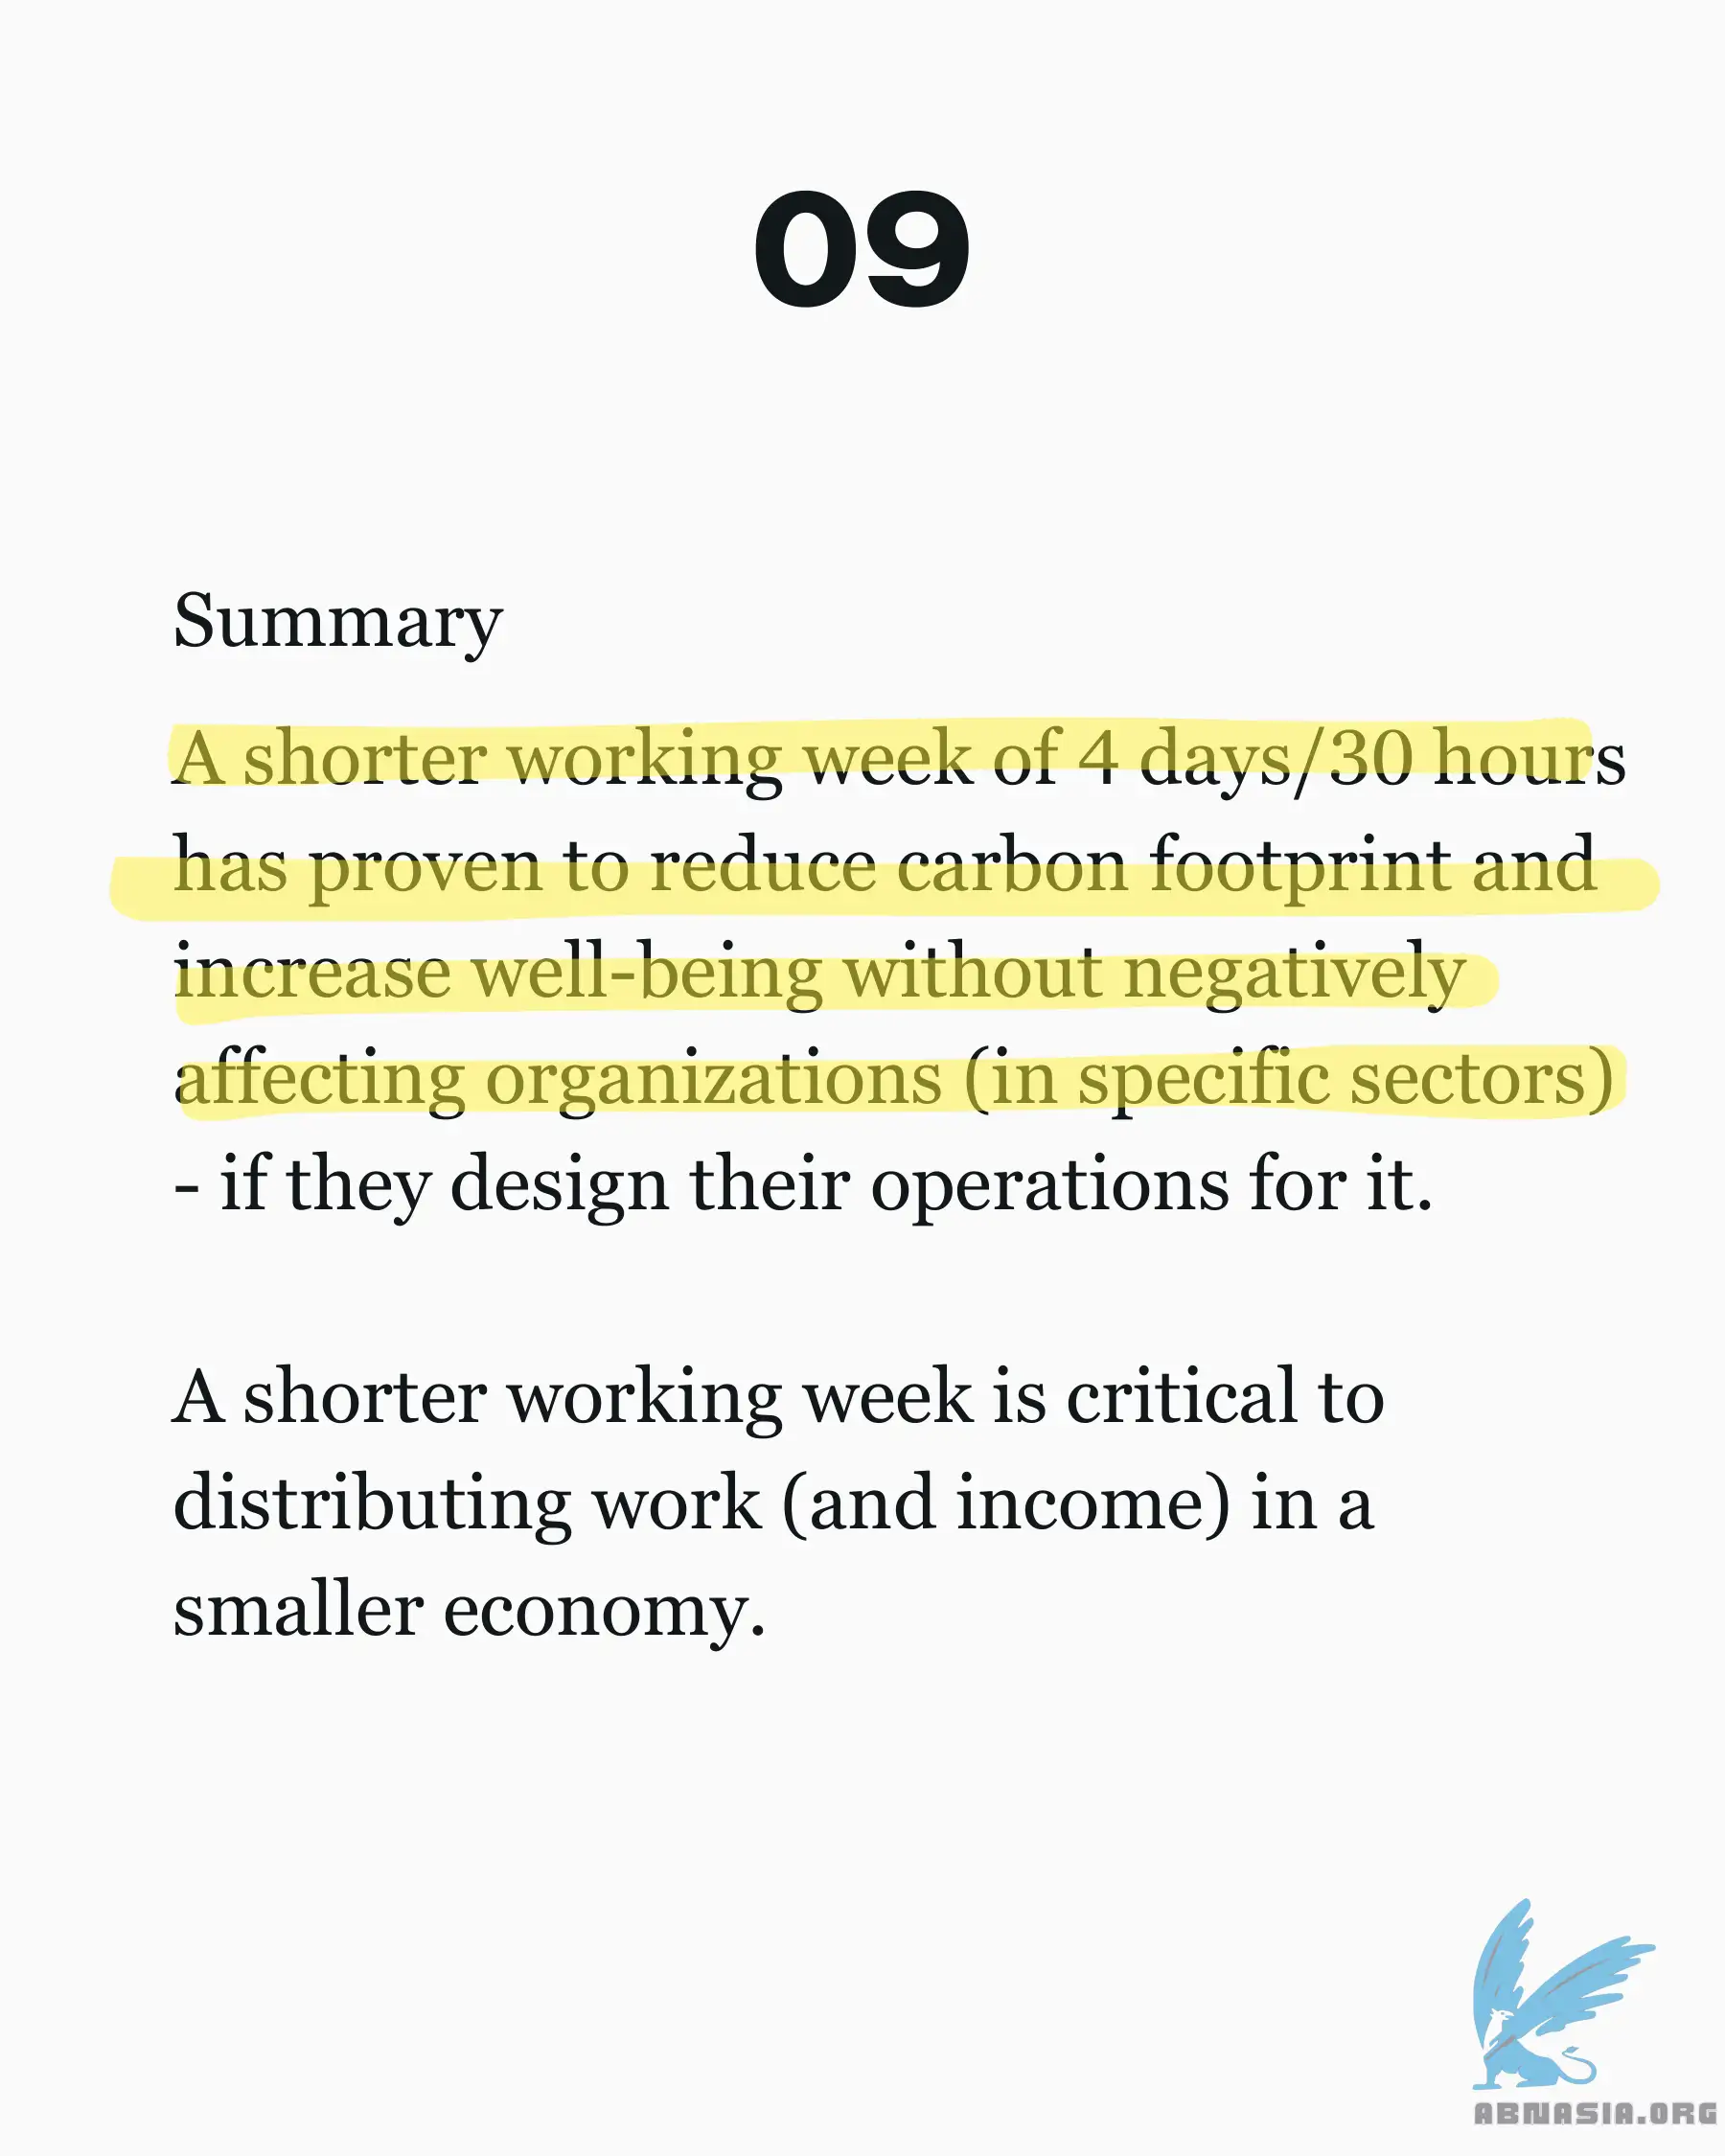 09
Summary
A shorter working week of 4 days/30 hours
has proven to reduce carbon footprint and
increase well-being without negatively
affecting organizations (in specific sectors)
- if they design their operations for it.
A shorter working week is critical to
distributing work (and income) in a
smaller economy.
ABNASIA.ORG